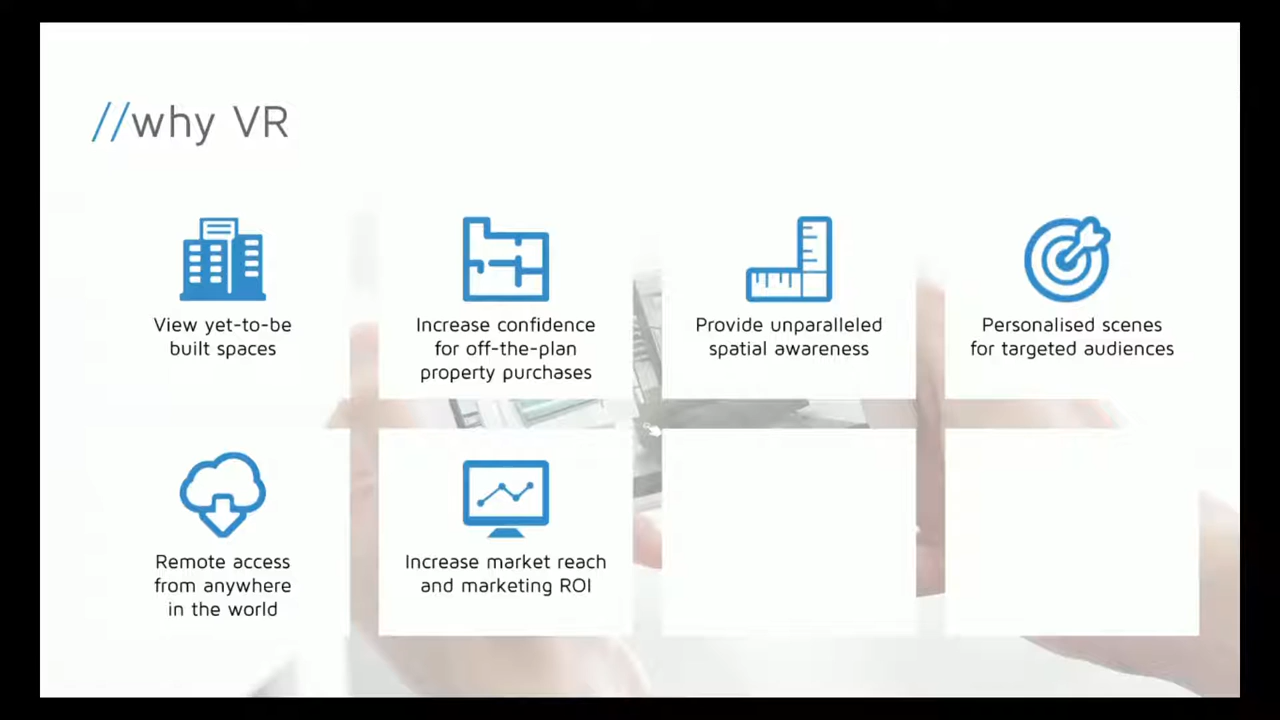 //why VR
View yet-to-be
built spaces
Increase confidence
for off-the-plan
property purchases
Provide unparalleled
spatial awareness
Personalised scenes
for targeted audiences
Remote access
from anywhere
in the world
Increase market reach
and marketing ROI